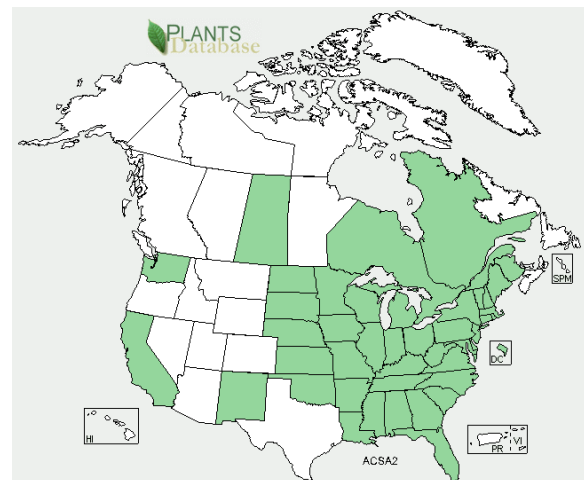 PLANTS
Database
SPM
DC
HI
PR
VI
ACSA2